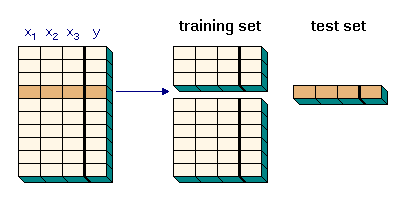 training set
test set
x1 x2 x3 y